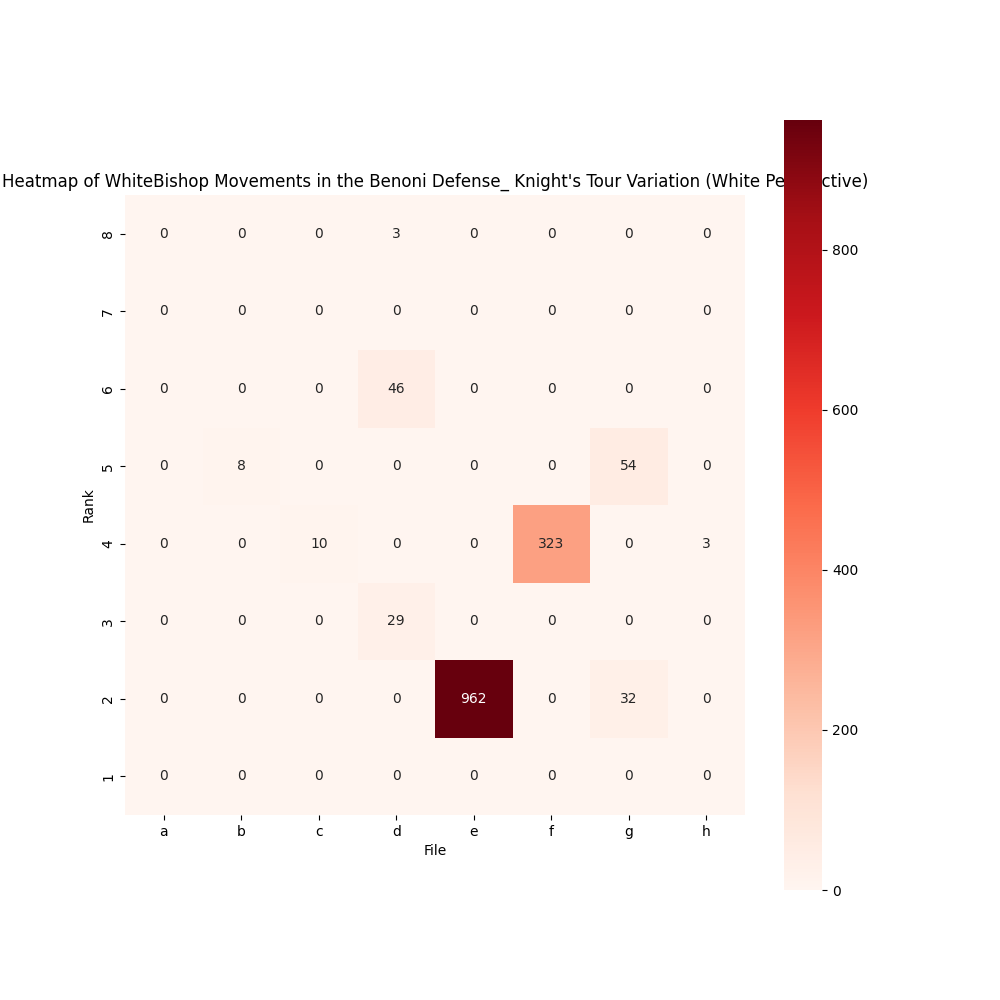 Heatmap of WhiteBishop Movements in the Benoni Defense_ Knight's Tour Variation (White Pe ctive)
8 0 0 0 3 0 0 0 0
7 0 0 0 0 0 0 0 0
6 0 0 0 46 0 0 0 0
5 0 8 0 0 0 0 54 0
4 0 0 10 0 0 323 0 3
3 0 0 0 29 0 0 0 0
2 0 0 0 0 962 0 32 0
1 0 0 0 0 0 0 0 0
a b c d e f g h
File
Rank
800
600
400
200
0